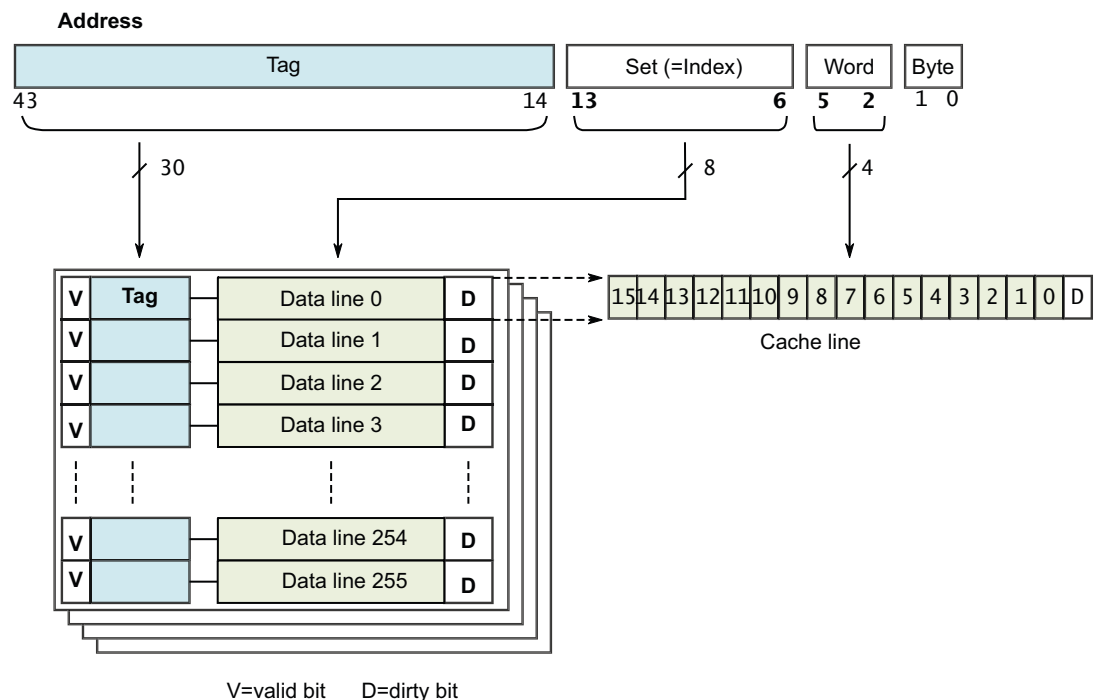 Address
Tag Set (=Index) Word Byte
43 14 13 6 5 2 1 0
30 8 4
V Tag Data line 0 D 15 14 13 12 11 10 9 8 7 6 5 4 3 2 1 0 D
V Data line 1 D Cache line
V Data line 2 D
V Data line 3 D
V Data line 254 D
V Data line 255 D
V=valid bit D=dirty bit